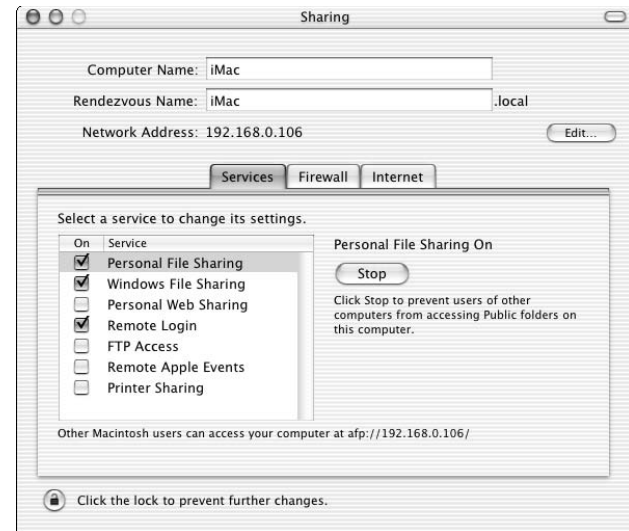 Sharing
Computer Name: iMac
Rendezvous Name: iMac .local
Network Address: 192.168.0.106 Edit...
Services Firewall Internet
Select a service to change its settings.
On Service
Personal File Sharing
Windows File Sharing
Personal Web Sharing
Remote Login
FTP Access
Remote Apple Events
Printer Sharing
Personal File Sharing On
Stop
Click Stop to prevent users of other
computers from accessing Public folders on
this computer.
Other Macintosh users can access your computer at afp://192.168.0.106/
Click the lock to prevent further changes.